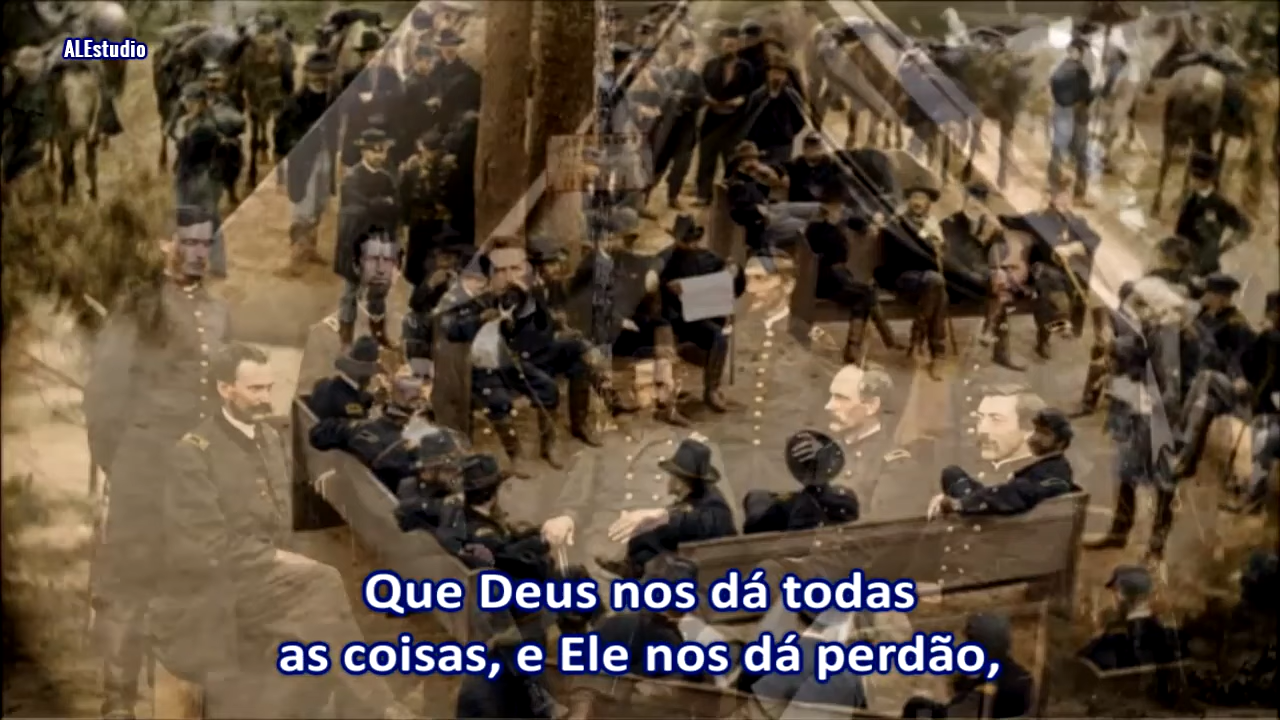 ALEstudio
Que Deus nos dá todas
as coisas, e Ele nos dá perdão,